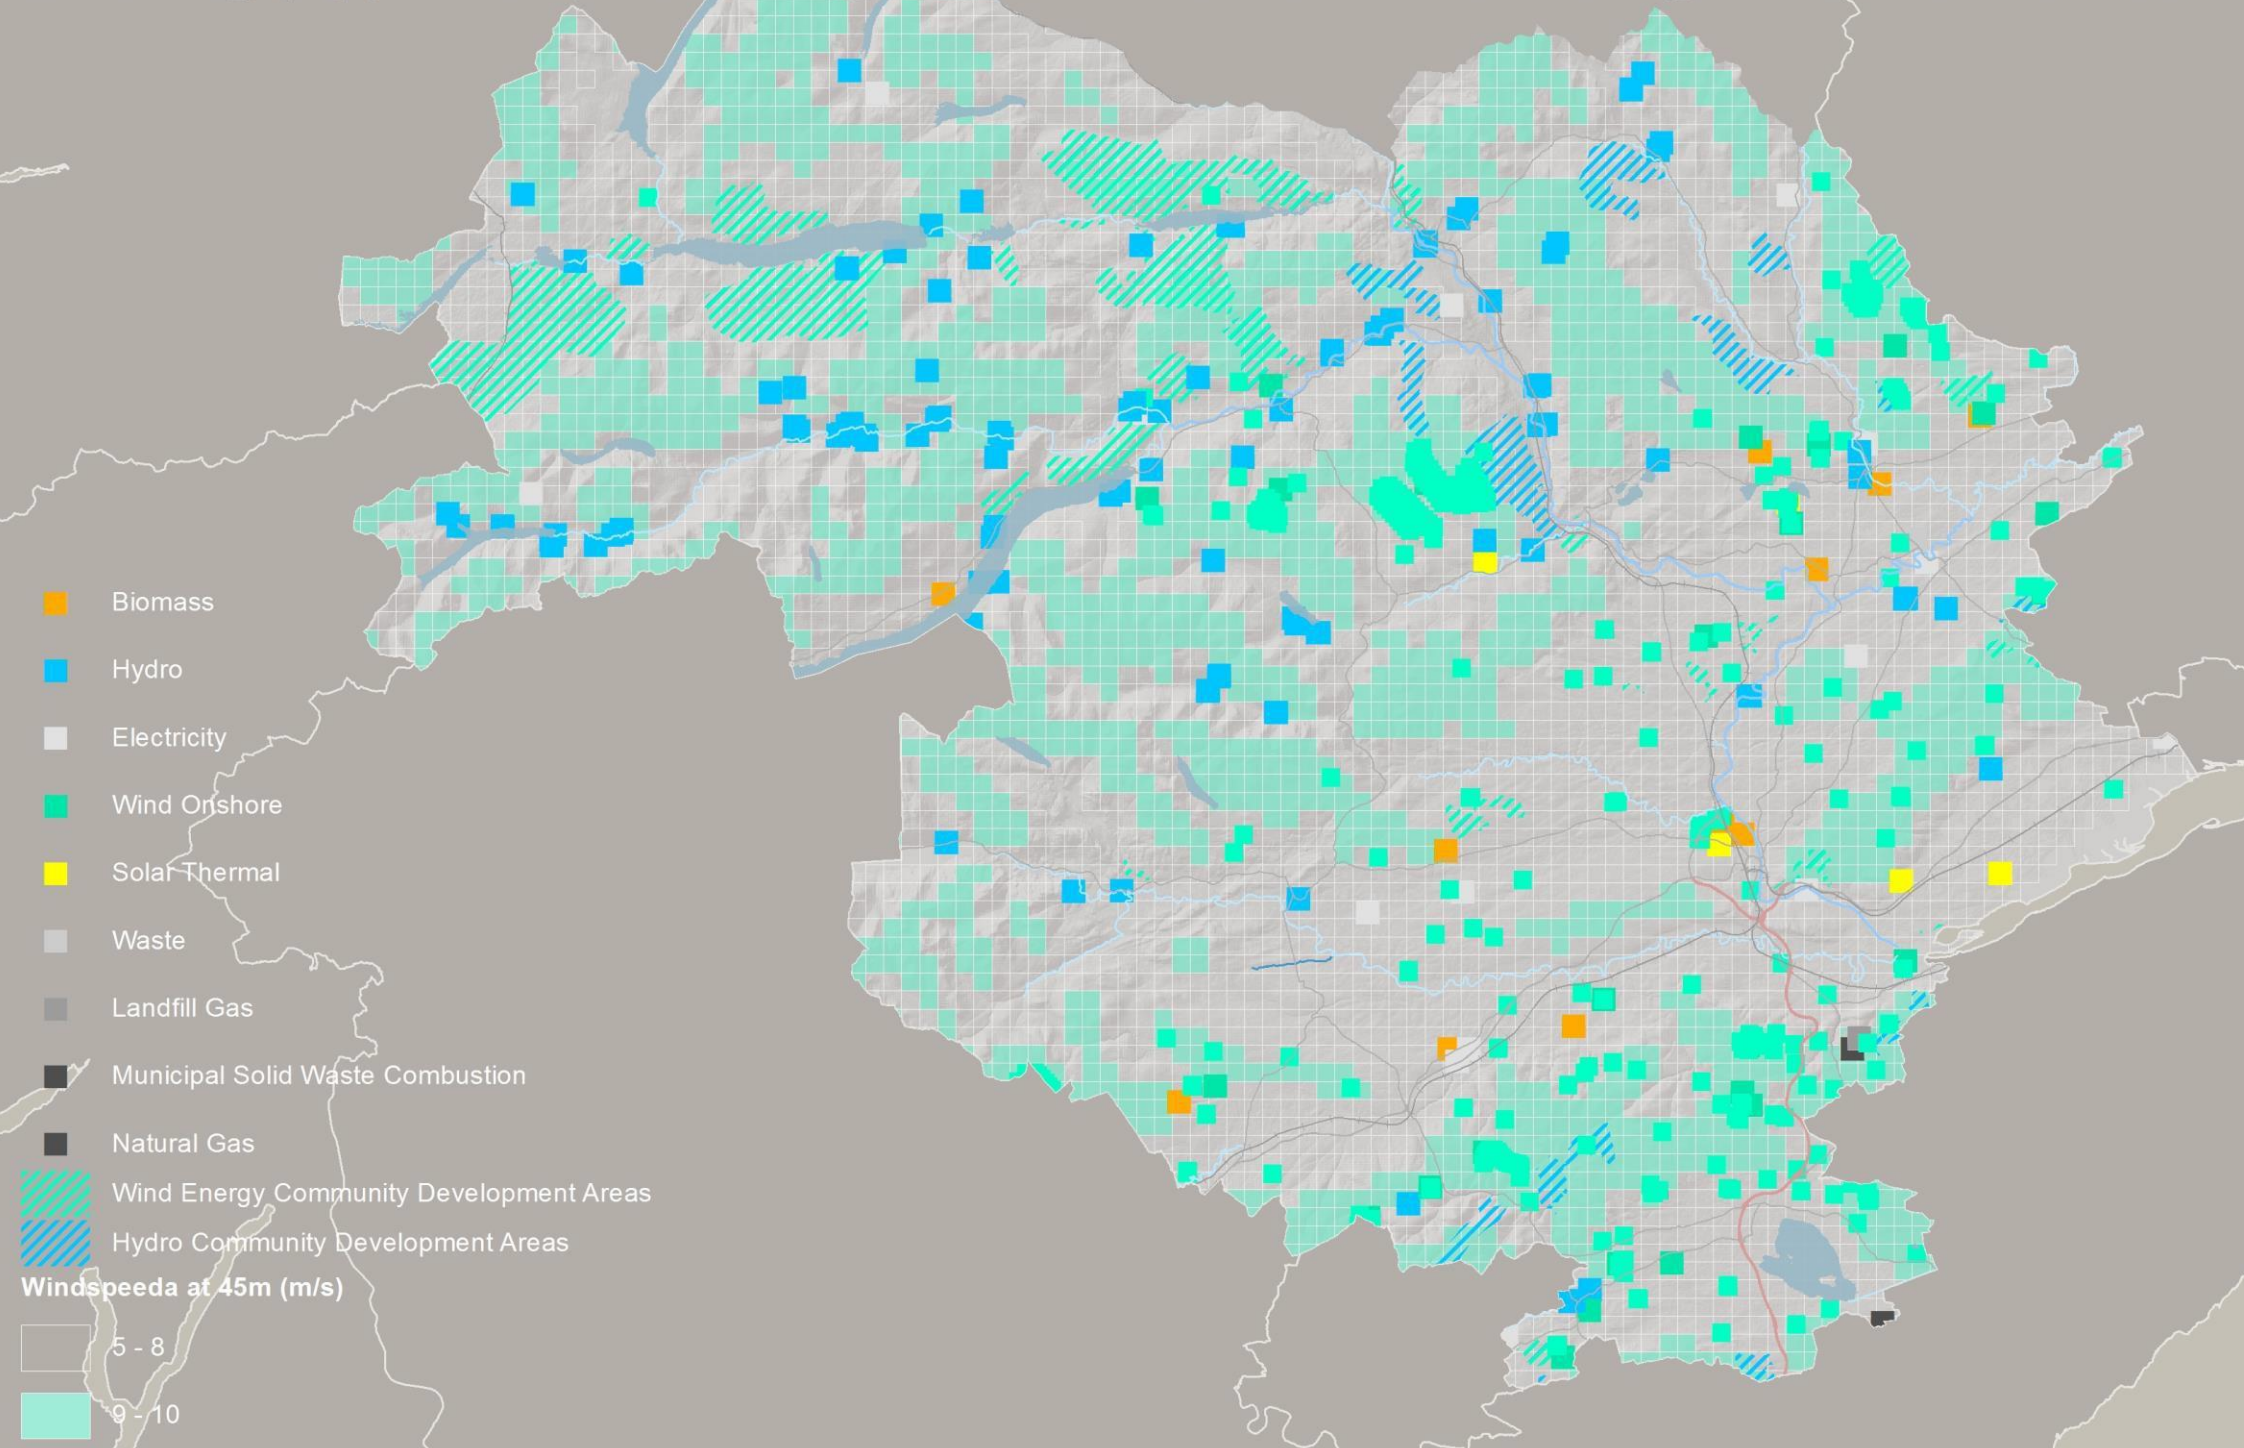 Biomass
Hydro
Electricity
Wind Onshore
Solar Thermal
Waste
Landfill Gas
Municipal Solid Waste Combustion
Natural Gas
Wind Energy Community Development Areas
Hydro Community Development Areas
Windspeeda at 45m (m/s)
5 - 8
9 - 10